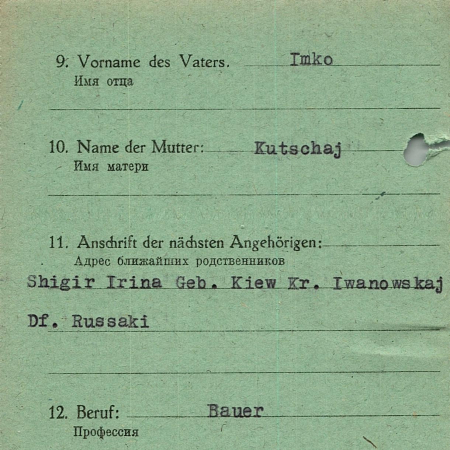 9. Vorname des Vaters. Imko
Имя отца
10. Name der Mutter: Kutschaj
Имя матери
11. Anschrift der nächsten Angehörigen:
Адрес ближайших родственников
Shigir Irina Geb. Kiew Kr. Iwanowskaj
Df. Russaki
12. Beruf: Bauer
Профессия